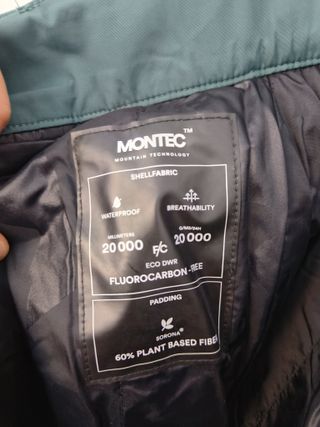 MONTEC™
MOUNTAIN TECHNOLOGY
SHELLFABRIC
WATERPROOF BREATHABILITY
MILLIMETERS G/M2/24H
20 000 F/C 20 000
ECO DWR
FLUOROCARBON-FREE
PADDING
SORONA®
60% PLANT BASED FIBER